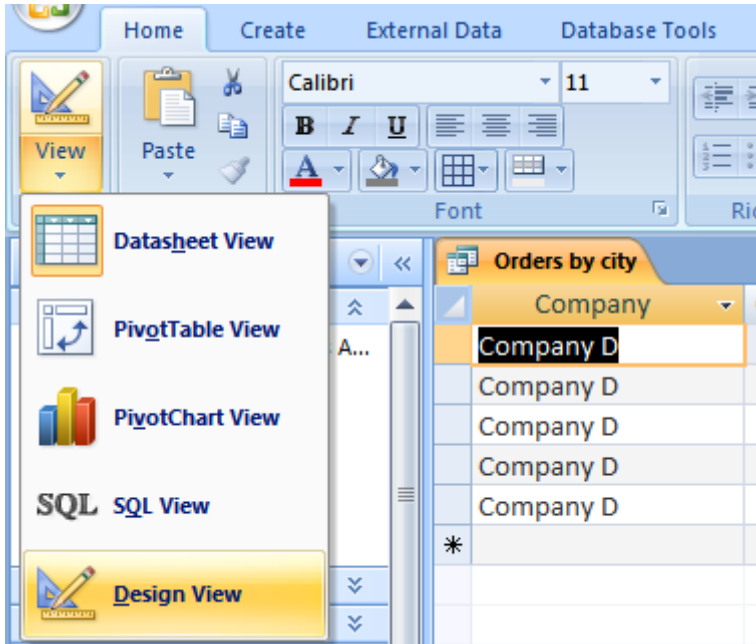 Home Create External Data Database Tools
Calibri 11
B I U
View Paste
A
Font
Datasheet View
Orders by city
Company
PivotTable View
A...
Company D
Company D
PivotChart View
Company D
Company D
SQL SQL View
Company D
Design View